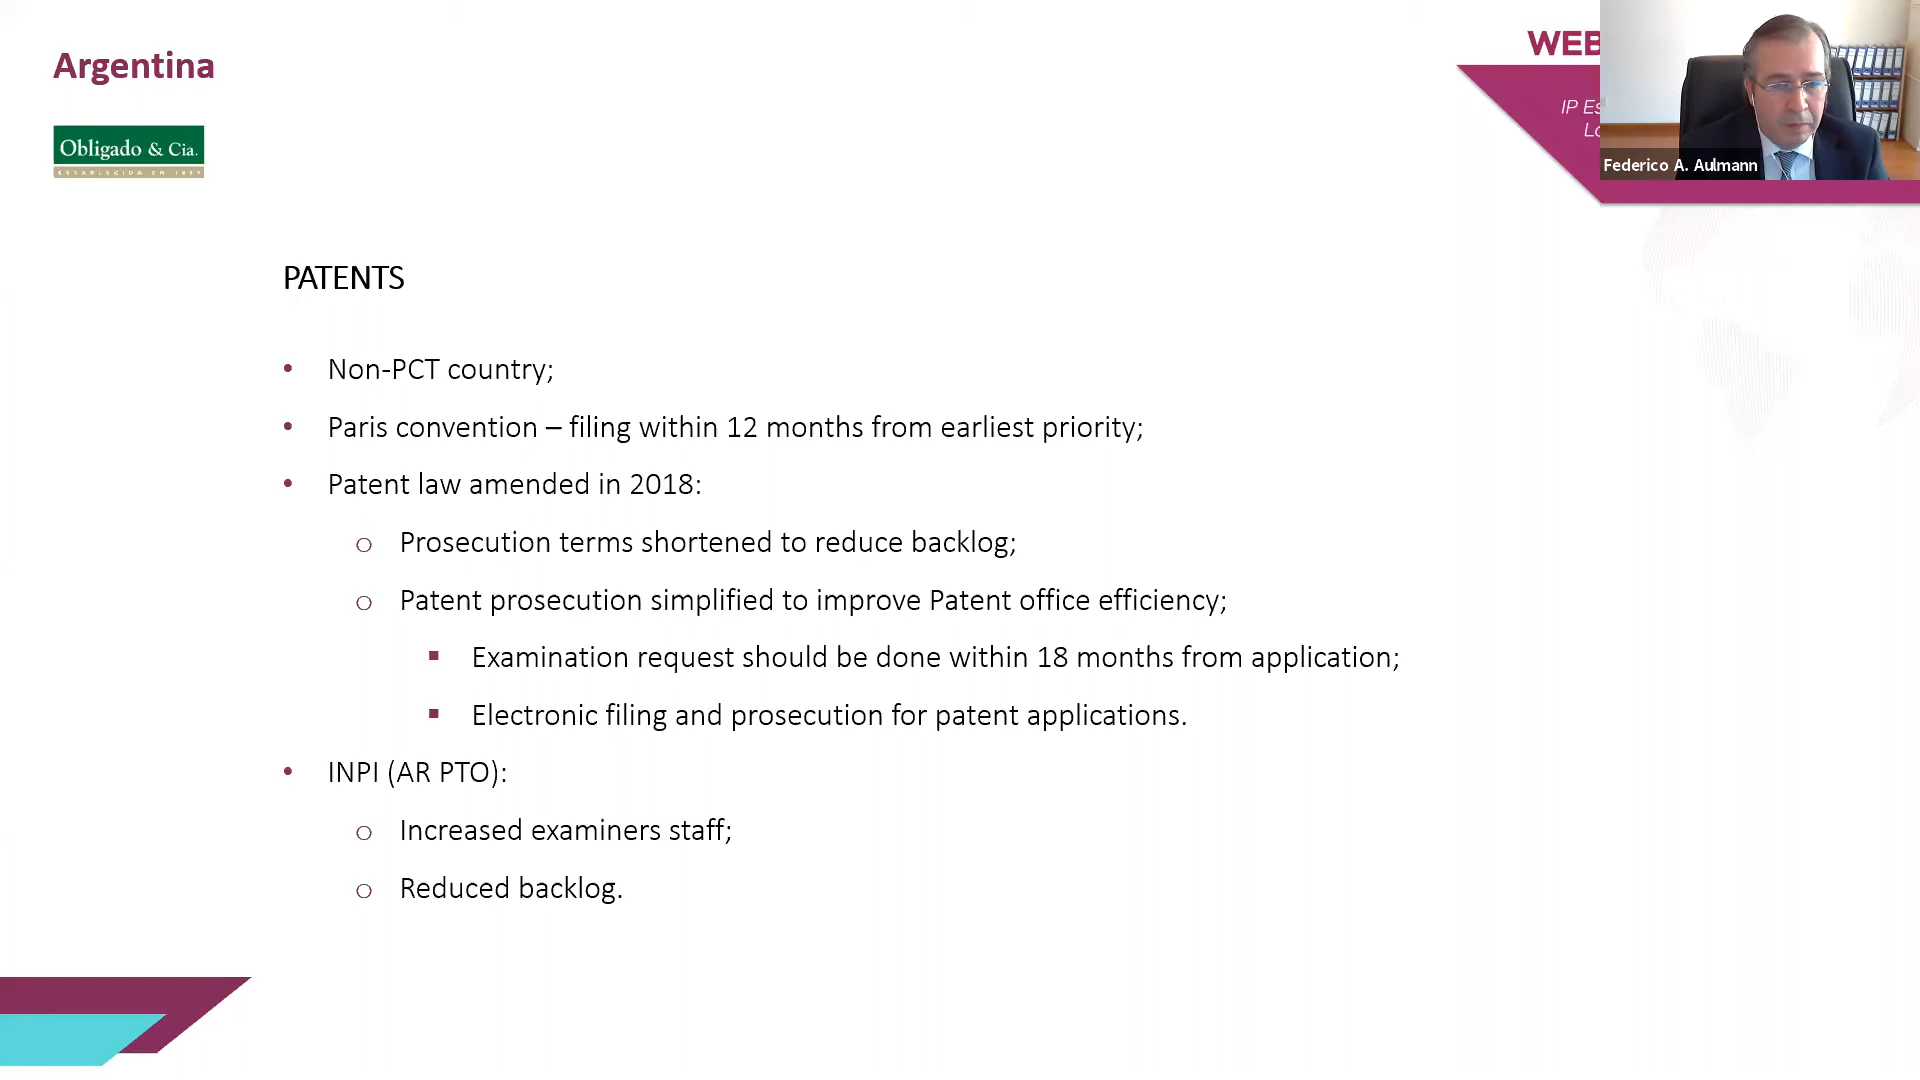 Argentina
WEB
IP Es
Lo
Obligado & Cia.
ESTABLECIDA EN
Federico A. Aulmann
PATENTS
• Non-PCT country;
• Paris convention – filing within 12 months from earliest priority;
• Patent law amended in 2018:
o Prosecution terms shortened to reduce backlog;
o Patent prosecution simplified to improve Patent office efficiency;
▪ Examination request should be done within 18 months from application;
▪ Electronic filing and prosecution for patent applications.
• INPI (AR PTO):
o Increased examiners staff;
o Reduced backlog.